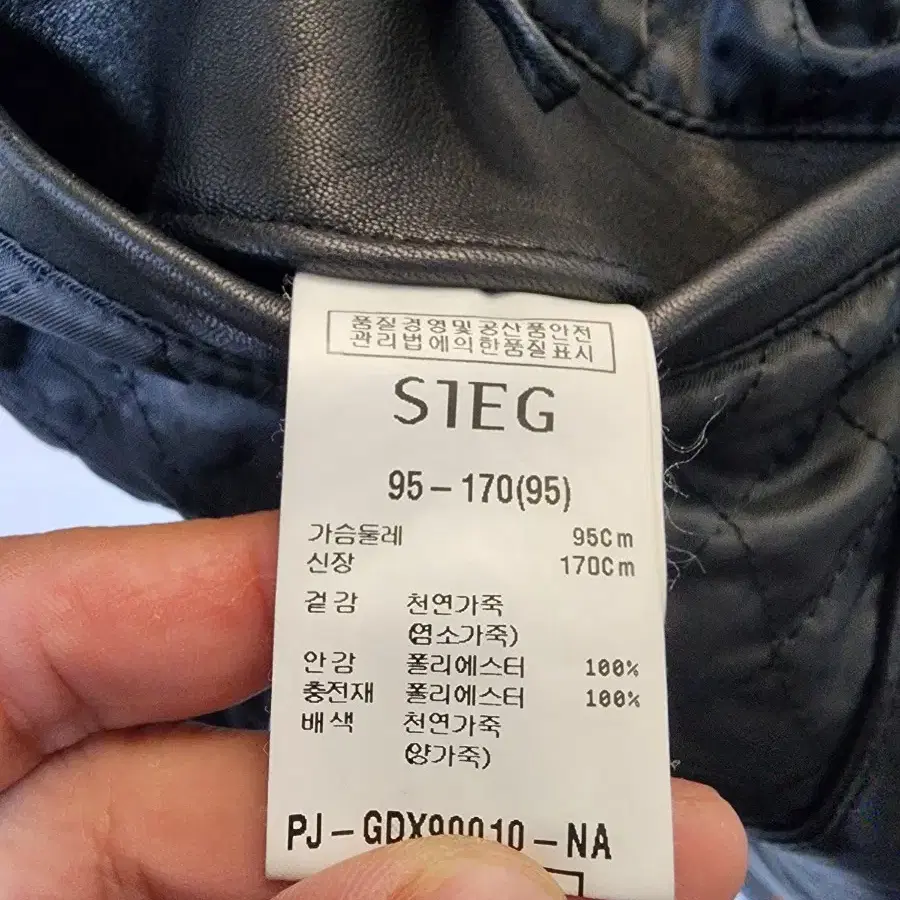 품질경영및공산품안전
관리법에의한품질표시
SIEG
95-170(95)
가슴둘레 95Cm
신장 170Cm
겉감 천연가죽
(염소가죽)
안감 폴리에스터 100%
충전재 폴리에스터 100%
배색 천연가죽
(양가죽)
PJ-GDX90010-NA